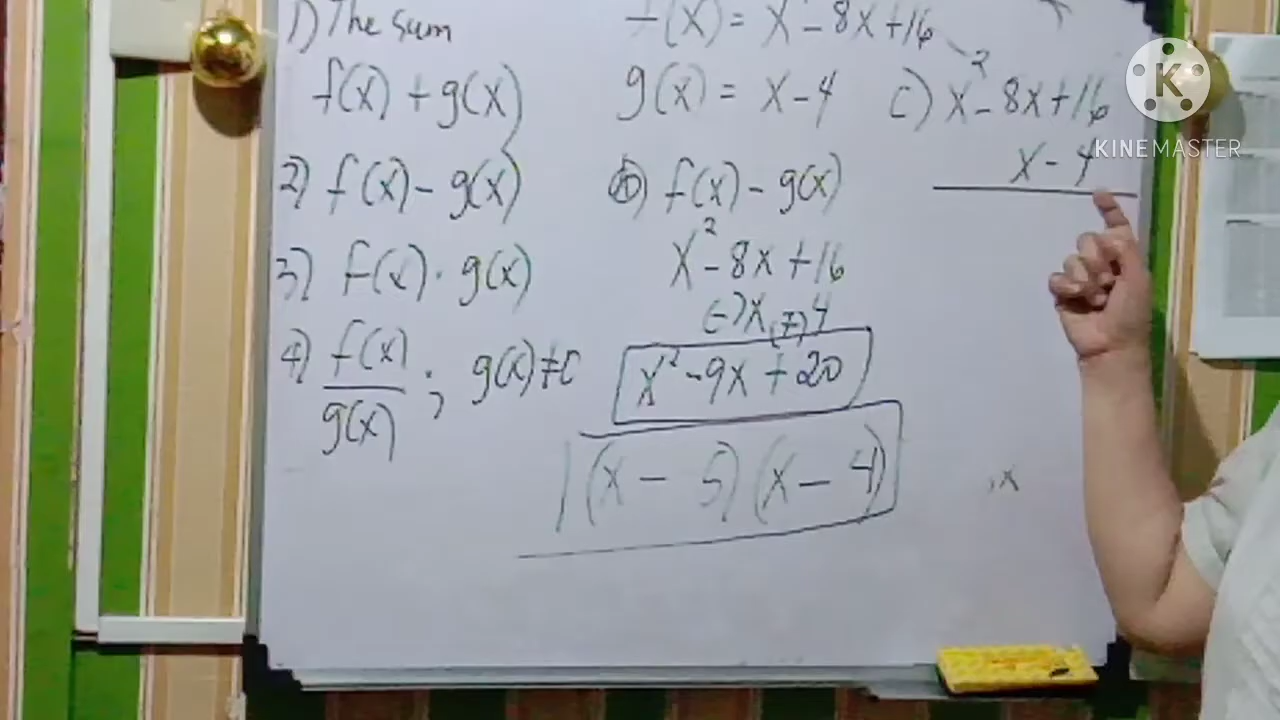 1) The sum
f(x) + g(x)
2) f(x) - g(x)
3) f(x) · g(x)
4) f(x)
g(x) ; g(x) ≠ 0
f(x) = x² - 8x + 16
g(x) = x - 4
b) f(x) - g(x)
x² - 8x + 16
(-) x (+) 4
x² - 9x + 20
(x - 5)(x - 4)
C) x² - 8x + 16
x - 4
x
K
KINEMASTER